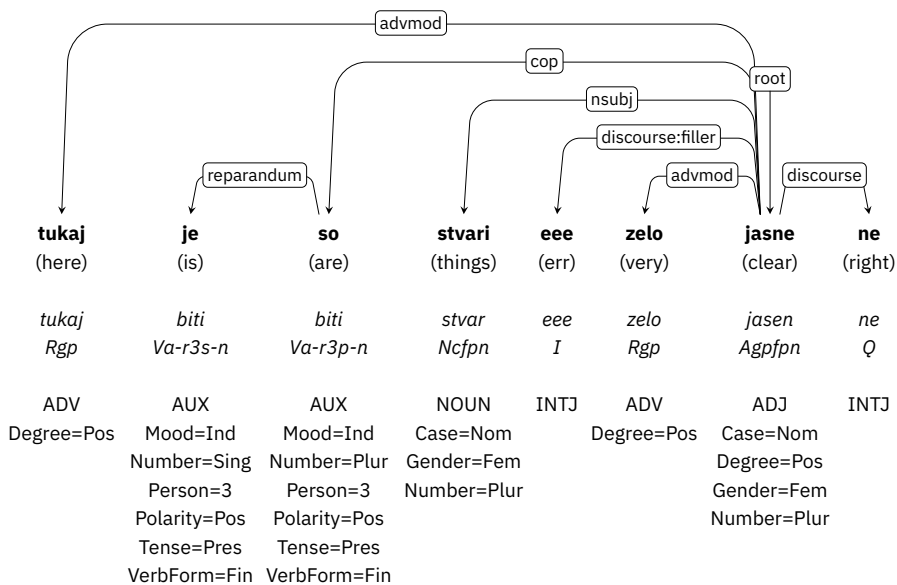 advmod
cop
root
nsubj
discourse:filler
reparandum advmod discourse
tukaj je so stvari eee zelo jasne ne
(here) (is) (are) (things) (err) (very) (clear) (right)
tukaj biti biti stvar eee zelo jasen ne
Rgp Va-r3s-n Va-r3p-n Ncfpn I Rgp Agpfpn Q
ADV AUX AUX NOUN INTJ ADV ADJ INTJ
Degree=Pos Mood=Ind Mood=Ind Case=Nom Degree=Pos Case=Nom
Number=Sing Number=Plur Gender=Fem Degree=Pos
Person=3 Person=3 Number=Plur Gender=Fem
Polarity=Pos Polarity=Pos Number=Plur
Tense=Pres Tense=Pres
VerbForm=Fin VerbForm=Fin